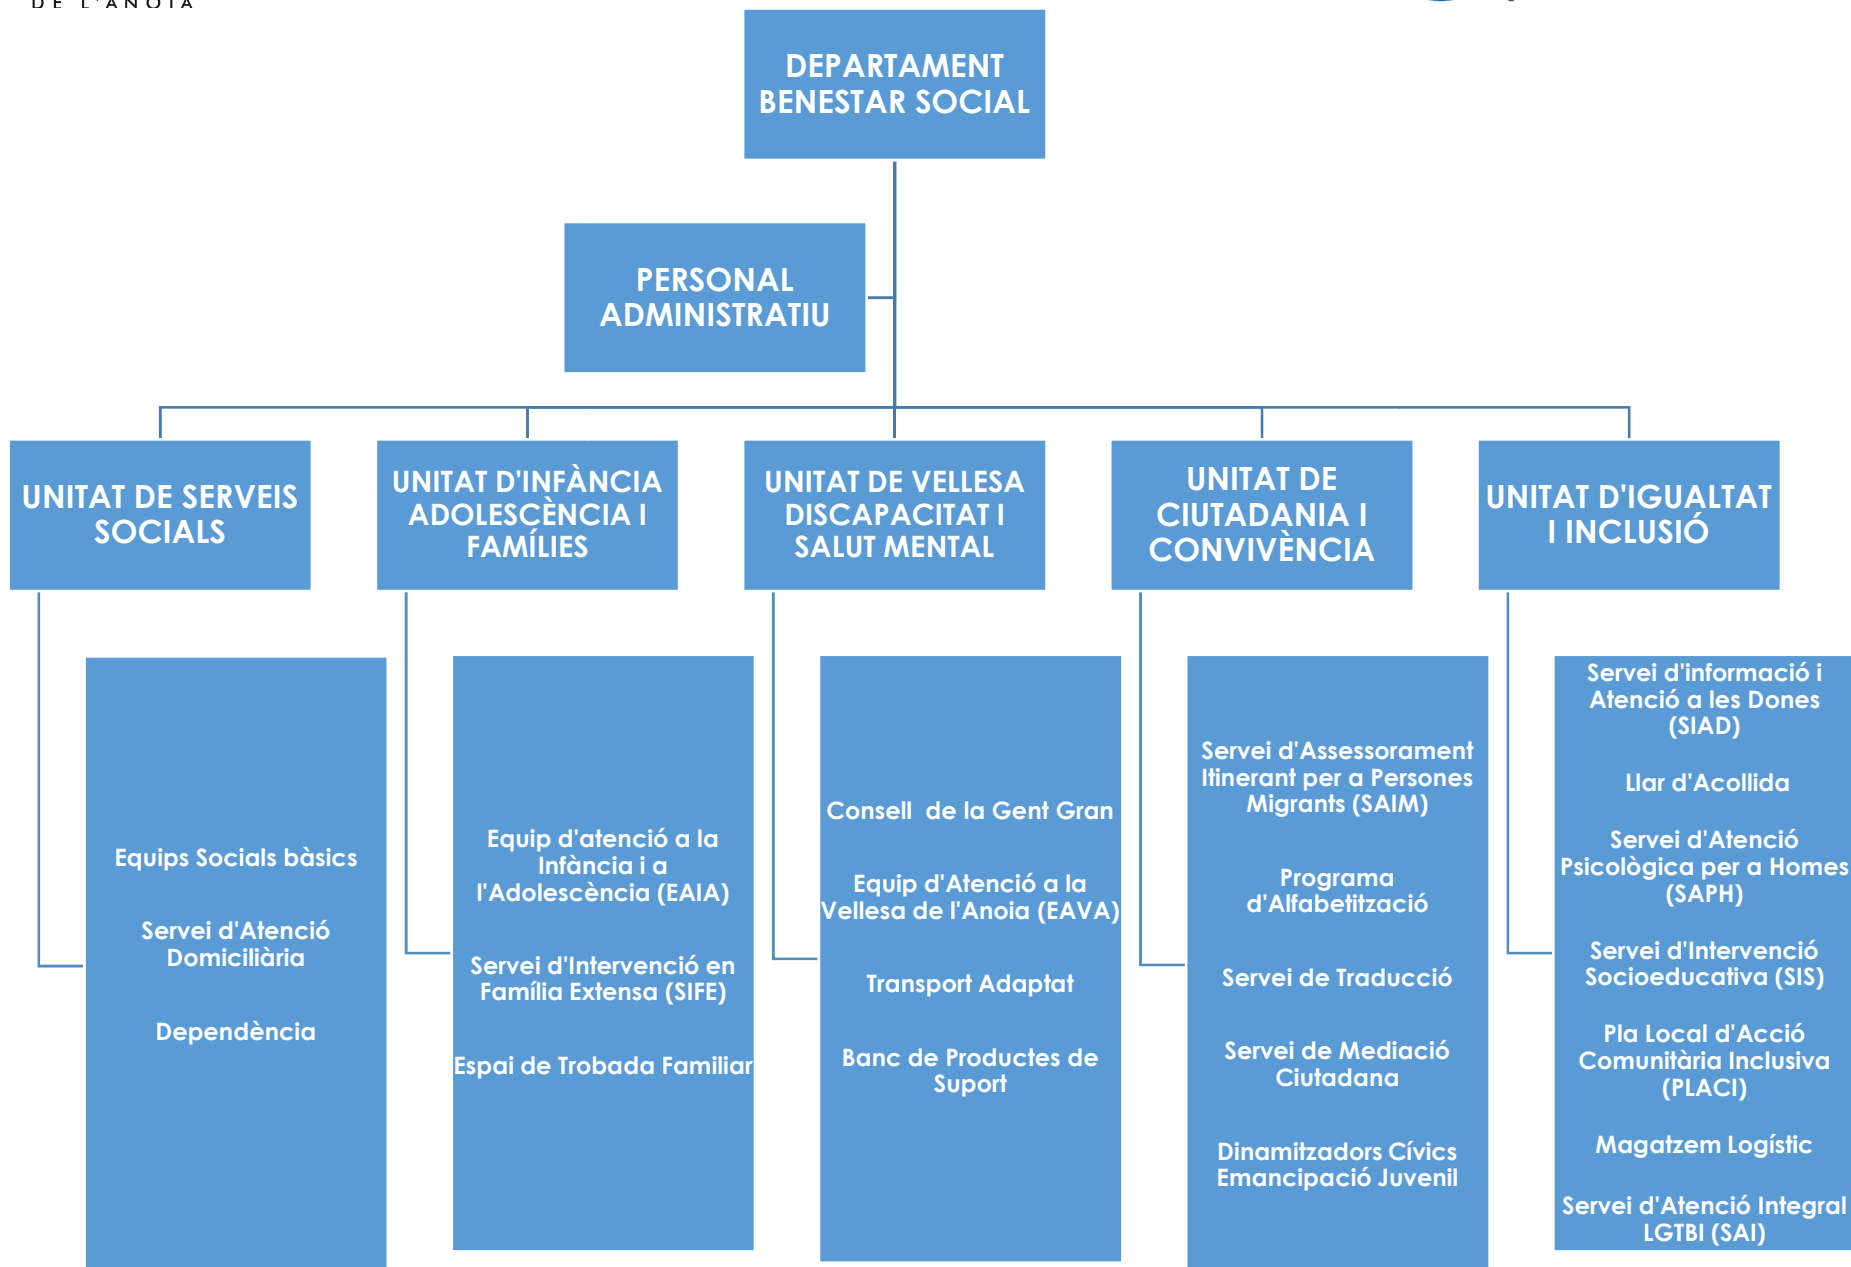 DE L'ANOIA
DEPARTAMENT
BENESTAR SOCIAL
PERSONAL
ADMINISTRATIU
UNITAT DE SERVEIS
SOCIALS
UNITAT D'INFÀNCIA
ADOLESCÈNCIA I
FAMÍLIES
UNITAT DE VELLESA
DISCAPACITAT I
SALUT MENTAL
UNITAT DE
CIUTADANIA I
CONVIVÈNCIA
UNITAT D'IGUALTAT
I INCLUSIÓ
Equips Socials bàsics
Servei d'Atenció
Domiciliària
Dependència
Equip d'atenció a la
Infància i a
l'Adolescència (EAIA)
Servei d'Intervenció en
Família Extensa (SIFE)
Espai de Trobada Familiar
Consell  de la Gent Gran
Equip d'Atenció a la
Vellesa de l'Anoia (EAVA)
Transport Adaptat
Banc de Productes de
Suport
Servei d'Assessorament
Itinerant per a Persones
Migrants (SAIM)
Programa
d'Alfabetització
Servei de Traducció
Servei de Mediació
Ciutadana
Dinamitzadors Cívics
Emancipació Juvenil
Servei d'informació i
Atenció a les Dones
(SIAD)
Llar d'Acollida
Servei d'Atenció
Psicològica per a Homes
(SAPH)
Servei d'Intervenció
Socioeducativa (SIS)
Pla Local d'Acció
Comunitària Inclusiva
(PLACI)
Magatzem Logístic
Servei d'Atenció Integral
LGTBI (SAI)